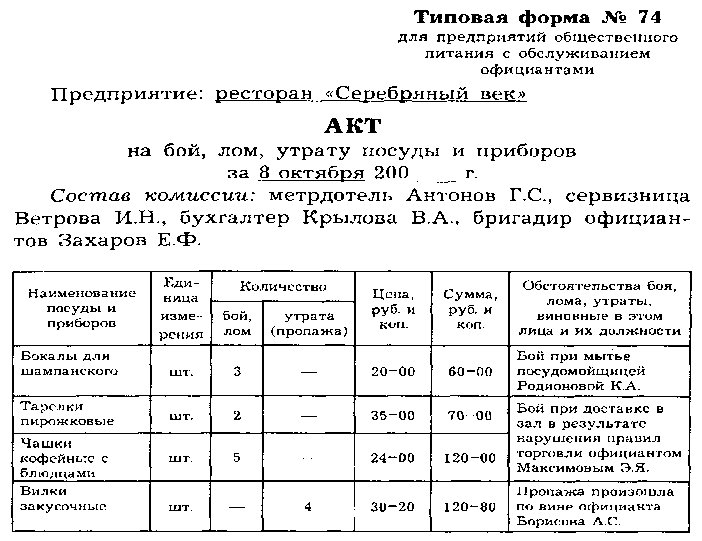 Типовая форма № 74
для предприятий общественного
питания с обслуживанием
официантами
Предприятие: ресторан «Серебряный век»
АКТ
на бой, лом, утрату посуды и приборов
за 8 октября 200 __ г.
Состав комиссии: метрдотель Антонов Г.С., сервизница
Ветрова И.Н., бухгалтер Крылова В.А., бригадир официан-
тов Захаров Е.Ф.
Наименование посуды и приборов
Еди-
ница
изме-
рения
Количество
бой, лом
утрата (пропажа)
Цена, руб. и коп.
Сумма, руб. и коп.
Обстоятельства боя,
лома, утраты,
виновные в этом
лица и их должности
Бокалы для
шампанского
шт. 3 — 20-00 60-00
Бой при мытье
посудомойщицей
Родионовой К.А.
Тарелки
пирожковые
шт. 2 — 35-00 70-00
Бой при доставке в
зал в результате
нарушения правил
торговли официантом
Максимовым Э.Я.
Чашки
кофейные с
блюдцами
шт. 5 - 24-00 120-00
Вилки
закусочные
шт. — 4 30-20 120-80
Пропажа произошла
по вине официанта
Борисова А.С.